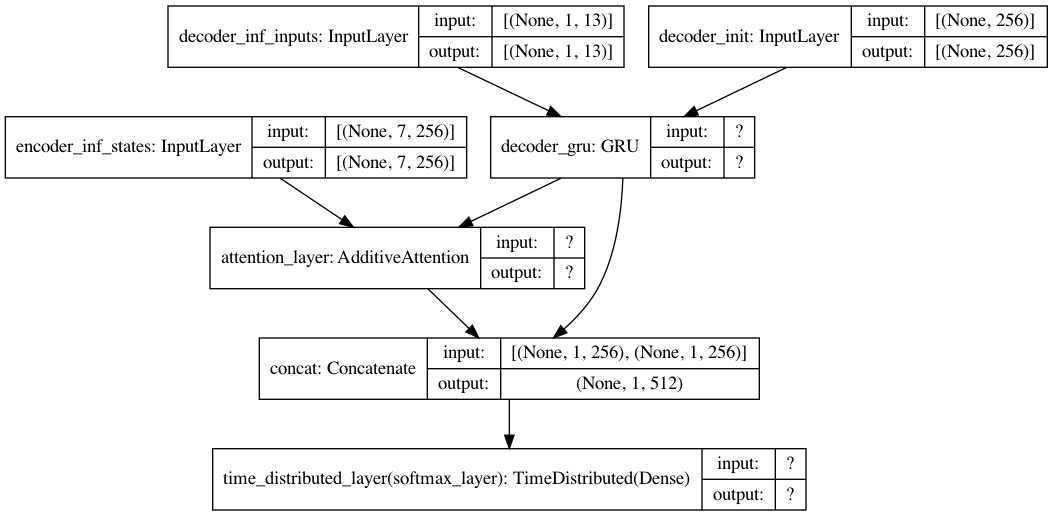 decoder_inf_inputs: InputLayer input: [(None, 1, 13)] output: [(None, 1, 13)]
decoder_init: InputLayer input: [(None, 256)] output: [(None, 256)]
encoder_inf_states: InputLayer input: [(None, 7, 256)] output: [(None, 7, 256)]
decoder_gru: GRU input: ? output: ?
attention_layer: AdditiveAttention input: ? output: ?
concat: Concatenate input: [(None, 1, 256), (None, 1, 256)] output: (None, 1, 512)
time_distributed_layer(softmax_layer): TimeDistributed(Dense) input: ? output: ?